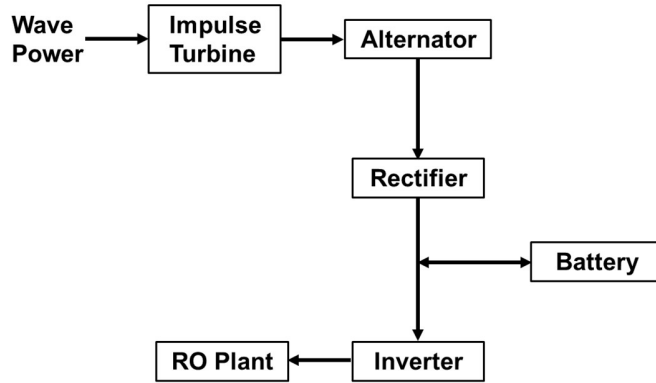 Wave
Power
Impulse
Turbine
Alternator
Rectifier
Battery
RO Plant
Inverter